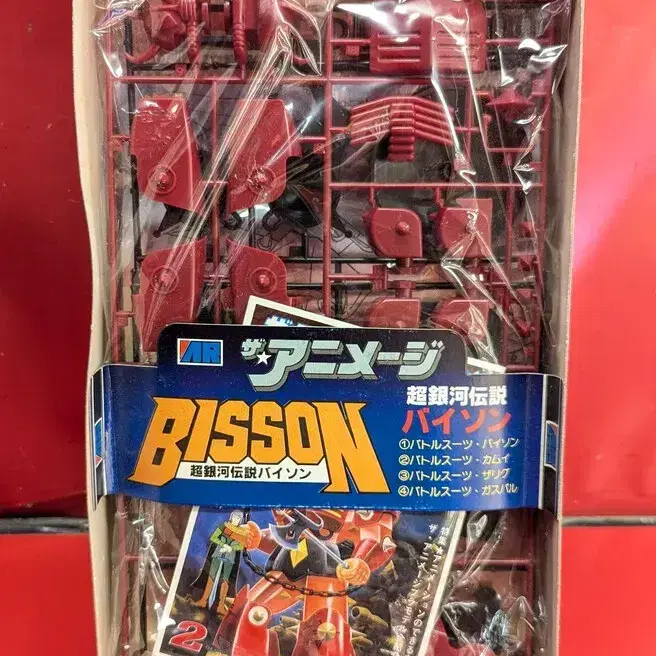 AR
ザ★アニメージ
BISSON
超銀河伝説バイソン
超銀河伝説
バイソン
①バトルスーツ・バイソン
②バトルスーツ・カムイ
③バトルスーツ・ザリグ
④バトルスーツ・ガスパル
2